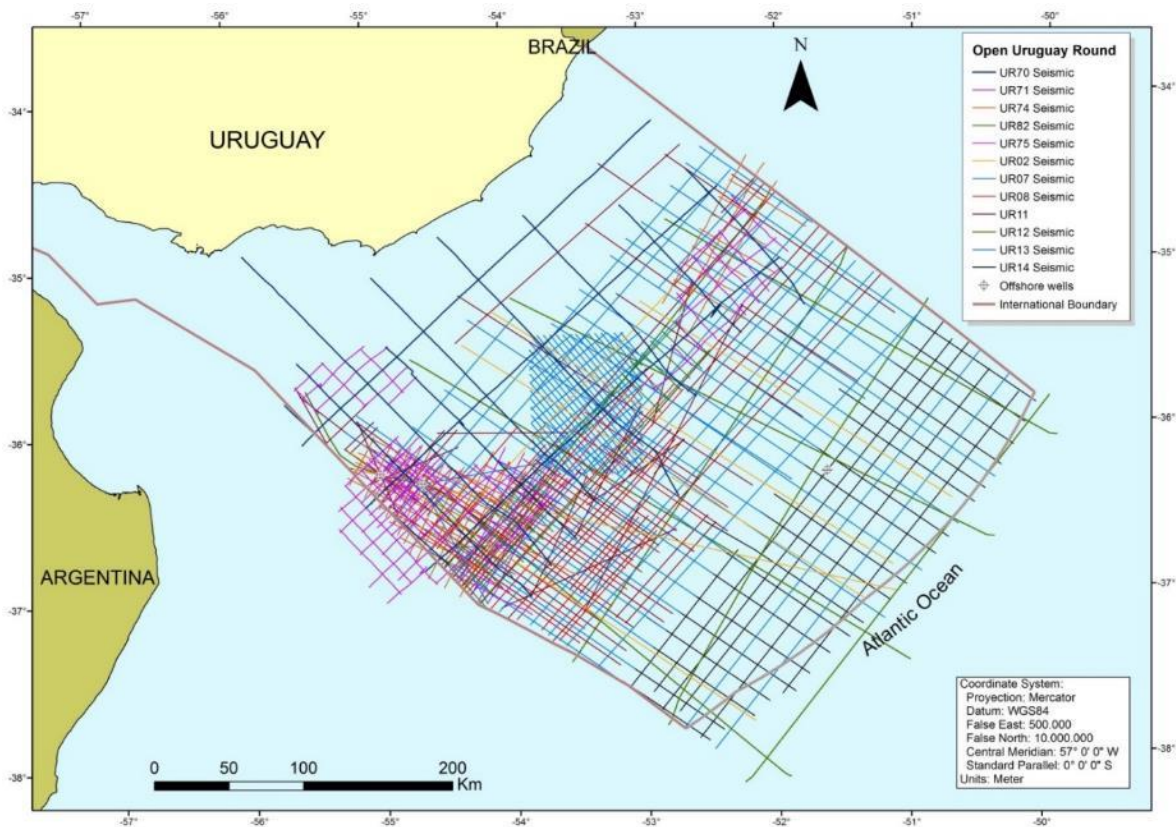 -57° -56° -55° -54° -53° -52° -51° -50°
BRAZIL
N
URUGUAY
ARGENTINA
Atlantic Ocean
-34° -34°
-35° -35°
-36° -36°
-37° -37°
-38° -38°
Open Uruguay Round
UR70 Seismic
UR71 Seismic
UR74 Seismic
UR82 Seismic
UR75 Seismic
UR02 Seismic
UR07 Seismic
UR08 Seismic
UR11
UR12 Seismic
UR13 Seismic
UR14 Seismic
Offshore wells
International Boundary
Coordinate System:
Proyection: Mercator
Datum: WGS84
False East: 500.000
False North: 10.000.000
Central Meridian: 57° 0' 0" W
Standard Parallel: 0° 0' 0" S
Units: Meter
0 50 100 200
Km
-57° -56° -55° -54° -53° -52° -51° -50°